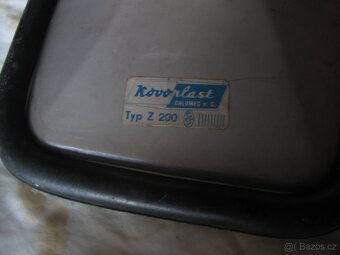 Kovoplast
CHLUMEC n. C.
Typ Z 200
Bazos.cz